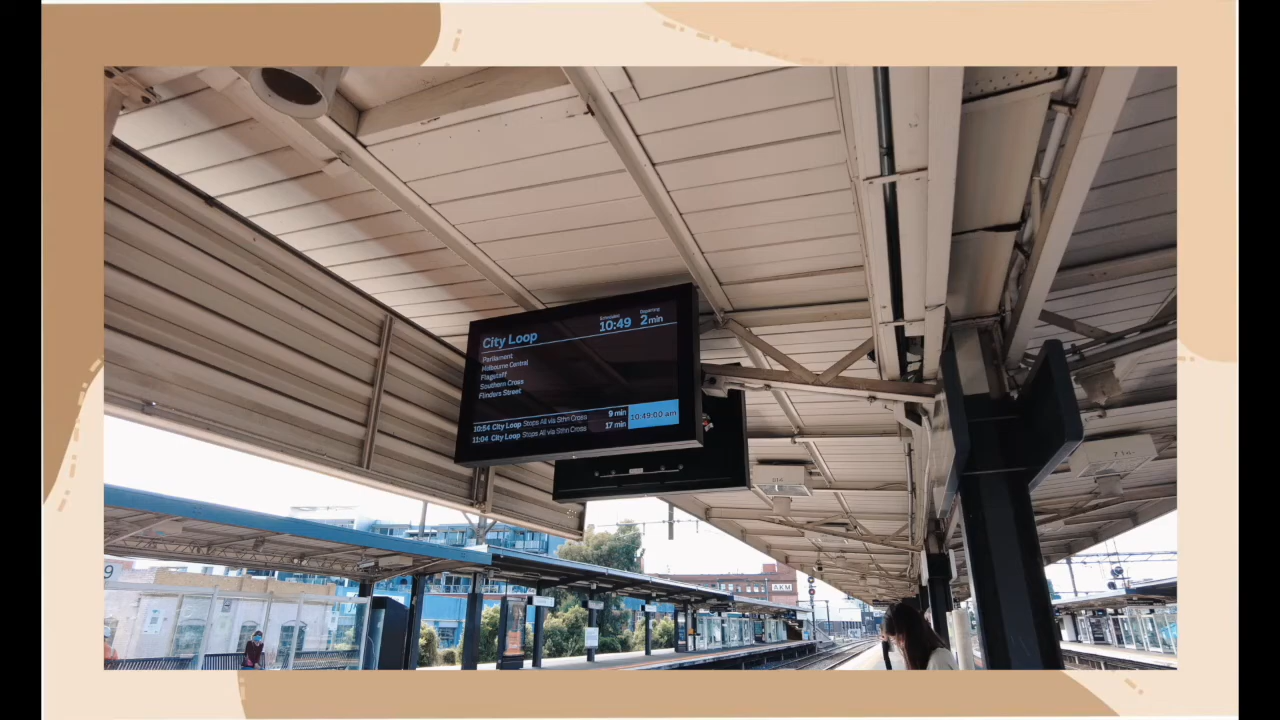 City Loop
Scheduled
10:49
Departing
2 min
Parliament
Melbourne Central
Flagstaff
Southern Cross
Flinders Street
10:54 City Loop Stops All via Sthn Cross 9 min
11:04 City Loop Stops All via Sthn Cross 17 min
10:49:00 am
9
AKM